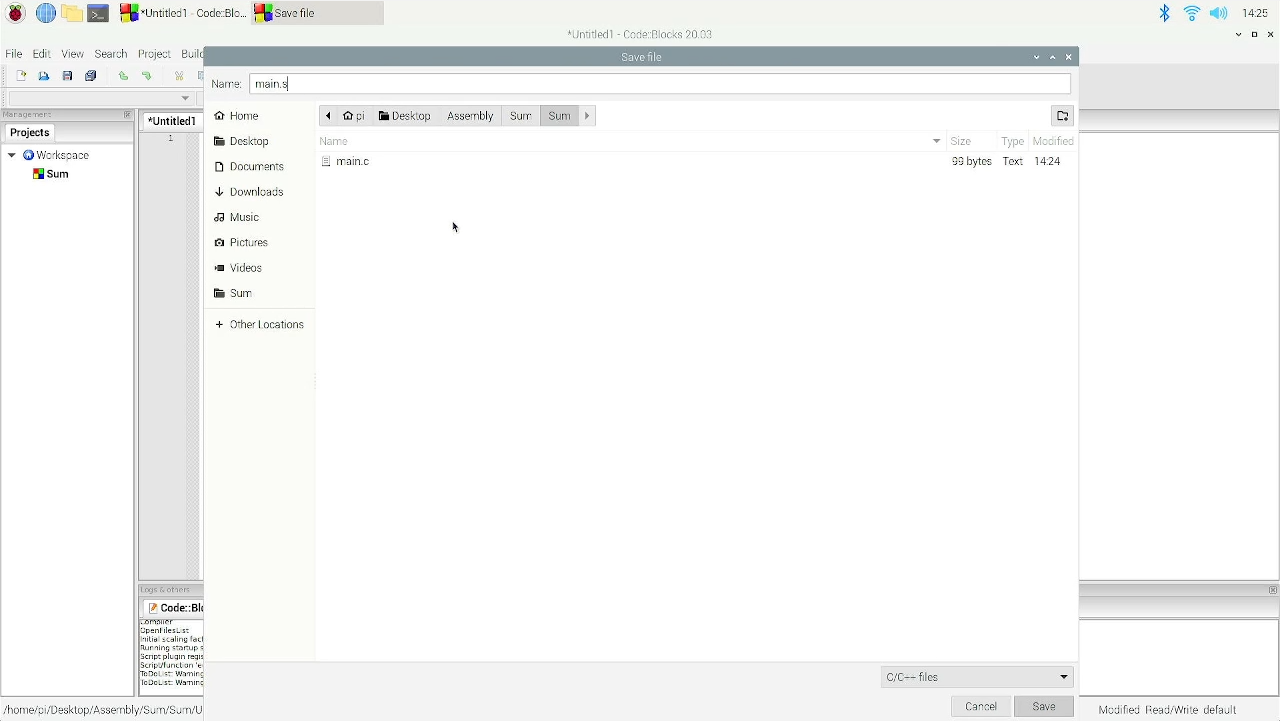 *Untitled1 - Code::Blo...
Save file
14:25
*Untitled1 - Code::Blocks 20.03
File Edit View Search Project Buil
Save file
Name: main.s
Management
Projects
Workspace
Sum
*Untitled1
1
Home
Desktop
Documents
Downloads
Music
Pictures
Videos
Sum
Other Locations
pi Desktop Assembly Sum Sum
Name Size Type Modified
main.c 99 bytes Text 14:24
Logs & others
Code::Blo
Compiler
OpenFilesList
Initial scaling fact
Running startup s
Script plugin regis
Script/function 'e
ToDoList: Warning
ToDoList: Warning
C/C++ files
Cancel Save
/home/pi/Desktop/Assembly/Sum/Sum/U
Modified Read/Write default